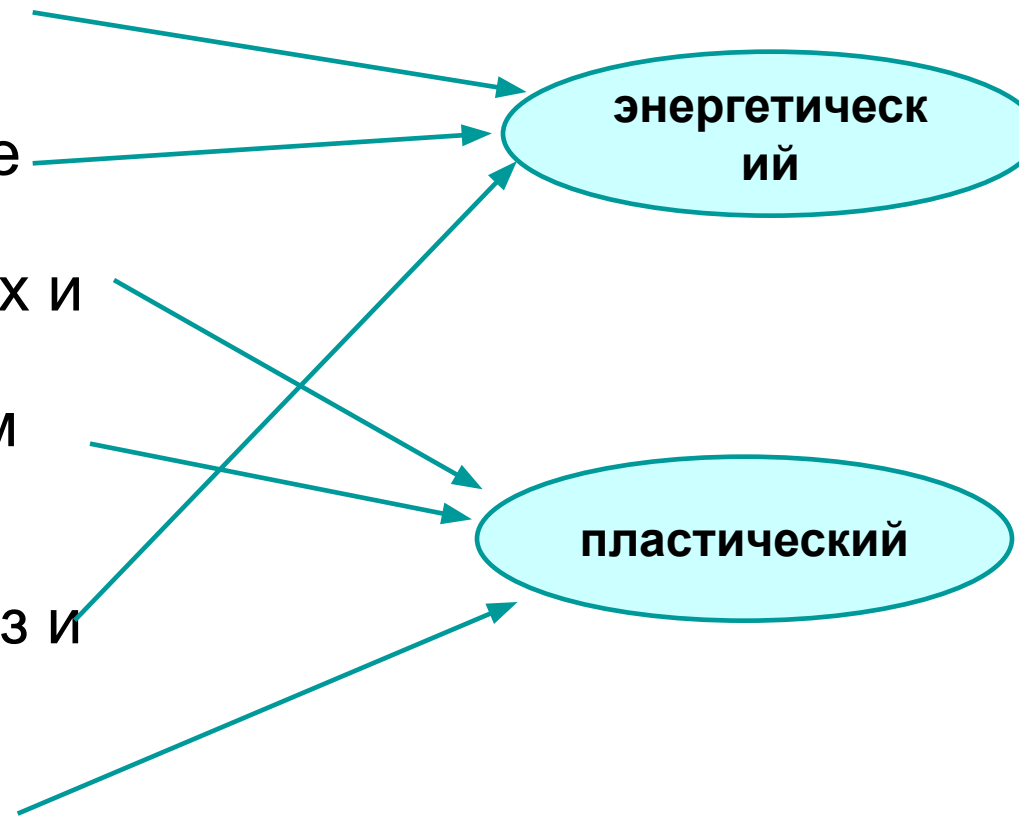 энергетическ
ий
е
х и
м
пластический
з и